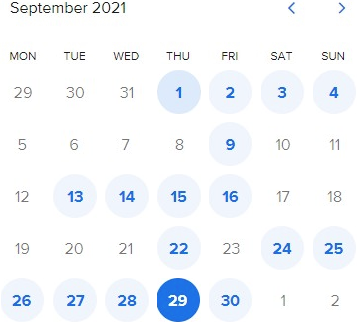 September 2021
MON TUE WED THU FRI SAT SUN
29 30 31 1 2 3 4
5 6 7 8 9 10 11
12 13 14 15 16 17 18
19 20 21 22 23 24 25
26 27 28 29 30 1 2